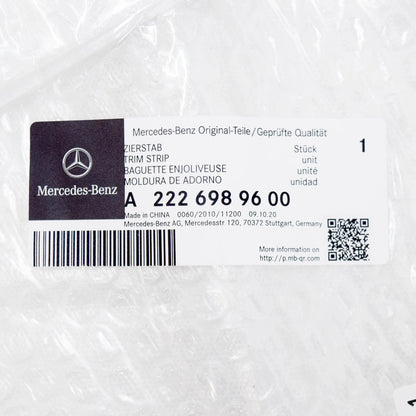 Mercedes-Benz Original-Teile/Geprüfte Qualität
ZIERSTAB Stück 1
TRIM STRIP unit
BAGUETTE ENJOLIVEUSE unité
MOLDURA DE ADORNO unidad
Mercedes-Benz
A 222 698 96 00
Made in CHINA 0060/2010/11200 09.10.20
Mercedes-Benz AG, Mercedesstr 120, 70372 Stuttgart, Germany
More information on
http://p.mb-qr.com